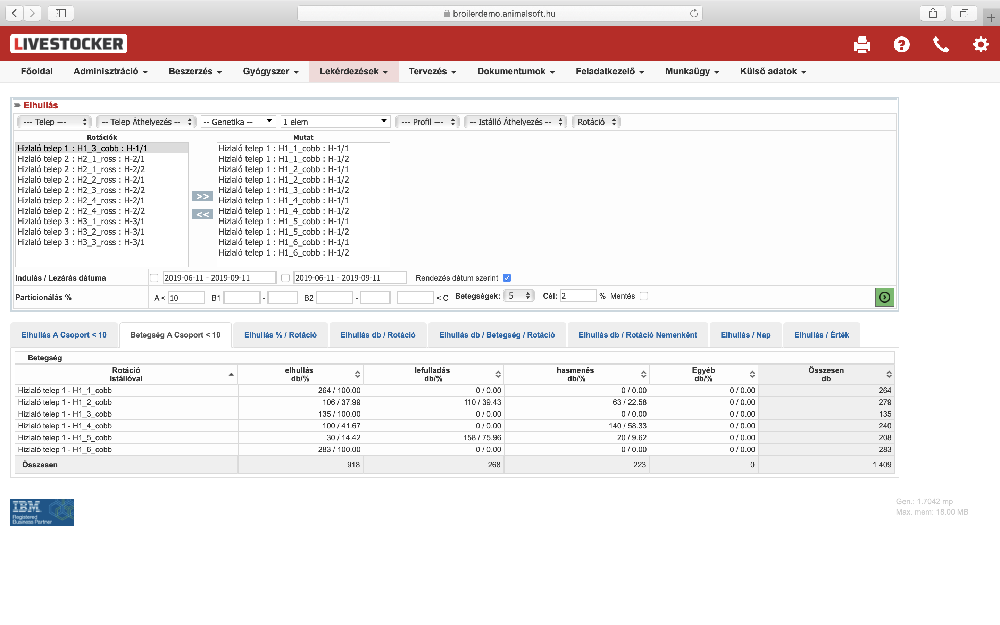 broilerdemo.animalsoft.hu
LIVESTOCKER
Főoldal Adminisztráció Beszerzés Gyógyszer Lekérdezések Tervezés Dokumentumok Feladatkezelő Munkaügy Külső adatok
Elhullás
--- Telep --- -- Telep Áthelyezés -- -- Genetika -- 1 elem --- Profil --- -- Istálló Áthelyezés -- Rotáció
Rotációk
Hizlaló telep 1 : H1_3_cobb : H-1/1
Hizlaló telep 2 : H2_1_ross : H-2/1
Hizlaló telep 2 : H2_1_ross : H-2/2
Hizlaló telep 2 : H2_2_ross : H-2/1
Hizlaló telep 2 : H2_3_ross : H-2/2
Hizlaló telep 2 : H2_4_ross : H-2/1
Hizlaló telep 2 : H2_4_ross : H-2/2
Hizlaló telep 3 : H3_1_ross : H-3/1
Hizlaló telep 3 : H3_2_ross : H-3/1
Hizlaló telep 3 : H3_3_ross : H-3/1
>>
<<
Mutat
Hizlaló telep 1 : H1_1_cobb : H-1/1
Hizlaló telep 1 : H1_1_cobb : H-1/2
Hizlaló telep 1 : H1_2_cobb : H-1/1
Hizlaló telep 1 : H1_2_cobb : H-1/2
Hizlaló telep 1 : H1_3_cobb : H-1/2
Hizlaló telep 1 : H1_4_cobb : H-1/1
Hizlaló telep 1 : H1_4_cobb : H-1/2
Hizlaló telep 1 : H1_5_cobb : H-1/1
Hizlaló telep 1 : H1_5_cobb : H-1/2
Hizlaló telep 1 : H1_6_cobb : H-1/1
Hizlaló telep 1 : H1_6_cobb : H-1/2
Indulás / Lezárás dátuma 2019-06-11 - 2019-09-11 2019-06-11 - 2019-09-11 Rendezés dátum szerint
Particionálás % A < 10 B1 - B2 - < C Betegségek: 5 Cél: 2 % Mentés
Elhullás A Csoport < 10 Betegség A Csoport < 10 Elhullás % / Rotáció Elhullás db / Rotáció Elhullás db / Betegség / Rotáció Elhullás db / Rotáció Nemenként Elhullás / Nap Elhullás / Érték
Betegség
Rotáció elhullás lefulladás hasmenés Egyéb Összesen
Istállóval db/% db/% db/% db/% db
Hizlaló telep 1 - H1_1_cobb 264 / 100.00 0 / 0.00 0 / 0.00 0 / 0.00 264
Hizlaló telep 1 - H1_2_cobb 106 / 37.99 110 / 39.43 63 / 22.58 0 / 0.00 279
Hizlaló telep 1 - H1_3_cobb 135 / 100.00 0 / 0.00 0 / 0.00 0 / 0.00 135
Hizlaló telep 1 - H1_4_cobb 100 / 41.67 0 / 0.00 140 / 58.33 0 / 0.00 240
Hizlaló telep 1 - H1_5_cobb 30 / 14.42 158 / 75.96 20 / 9.62 0 / 0.00 208
Hizlaló telep 1 - H1_6_cobb 283 / 100.00 0 / 0.00 0 / 0.00 0 / 0.00 283
Összesen 918 268 223 0 1 409
IBM
Registered
Business Partner
Gen.: 1.7042 mp
Max. mem: 18.00 MB